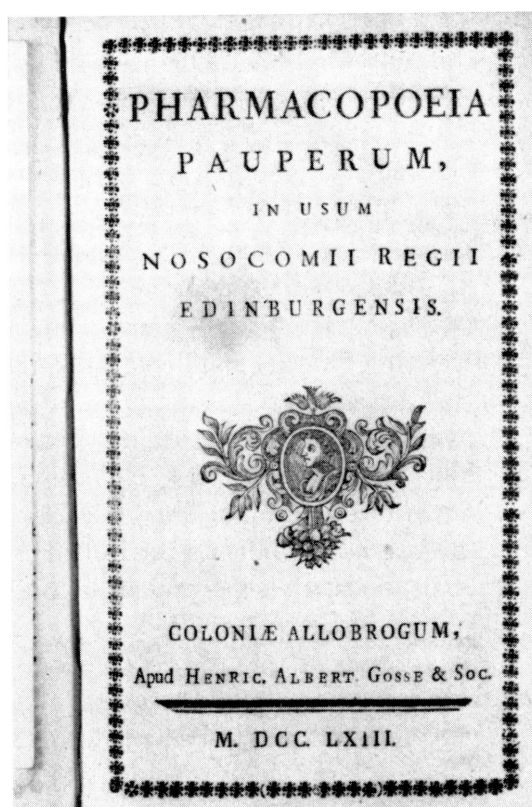 PHARMACOPOEIA
PAUPERUM,
IN USUM
NOSOCOMII REGII
EDINBURGENSIS.
COLONIÆ ALLOBROGUM,
Apud HENRIC. ALBERT. GOSSE & Soc.
M. DCC. LXIII.